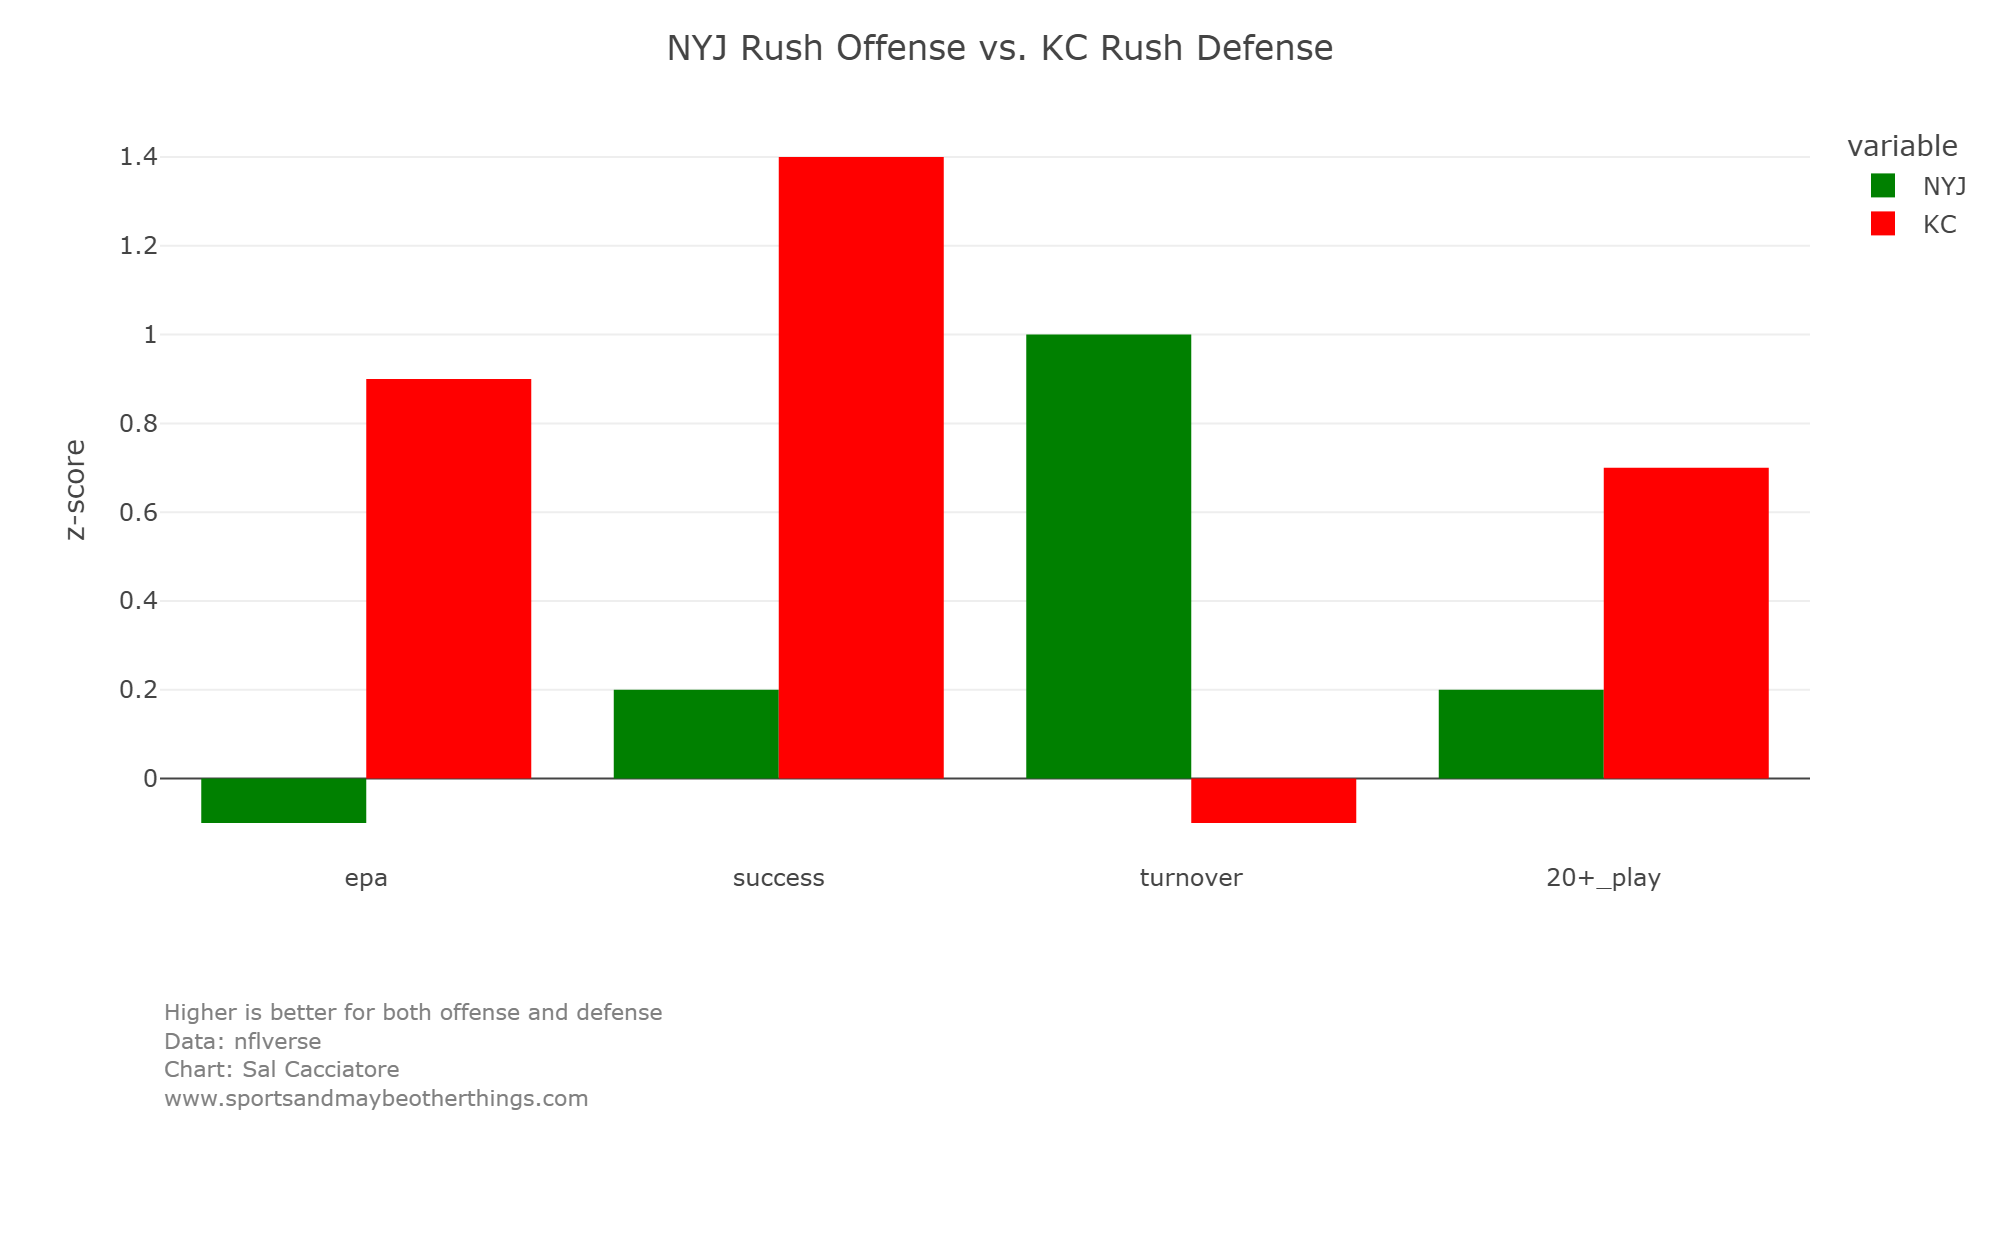 NYJ Rush Offense vs. KC Rush Defense
variable
NYJ
KC
z-score
1.4
1.2
1
0.8
0.6
0.4
0.2
0
epa
success
turnover
20+_play
Higher is better for both offense and defense
Data: nflverse
Chart: Sal Cacciatore
www.sportsandmaybeotherthings.com